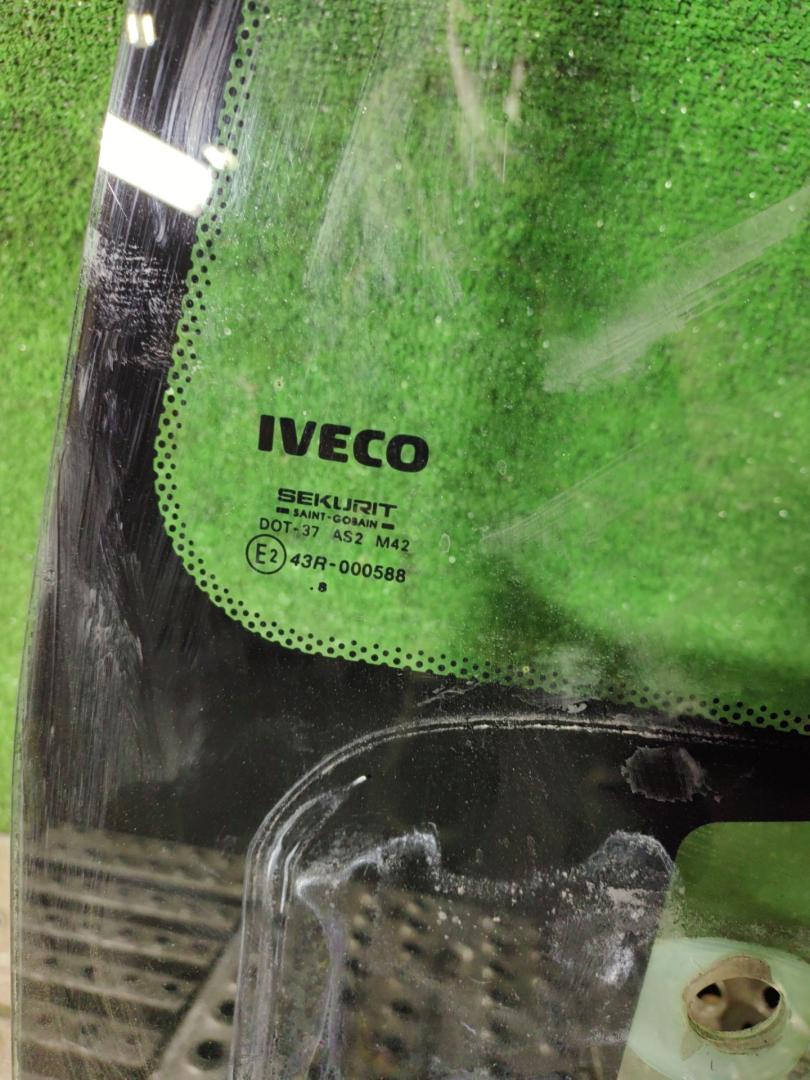 IVECO
SEKURIT
SAINT-GOBAIN
DOT-37 AS2 M42
E2 43R-000588
.8